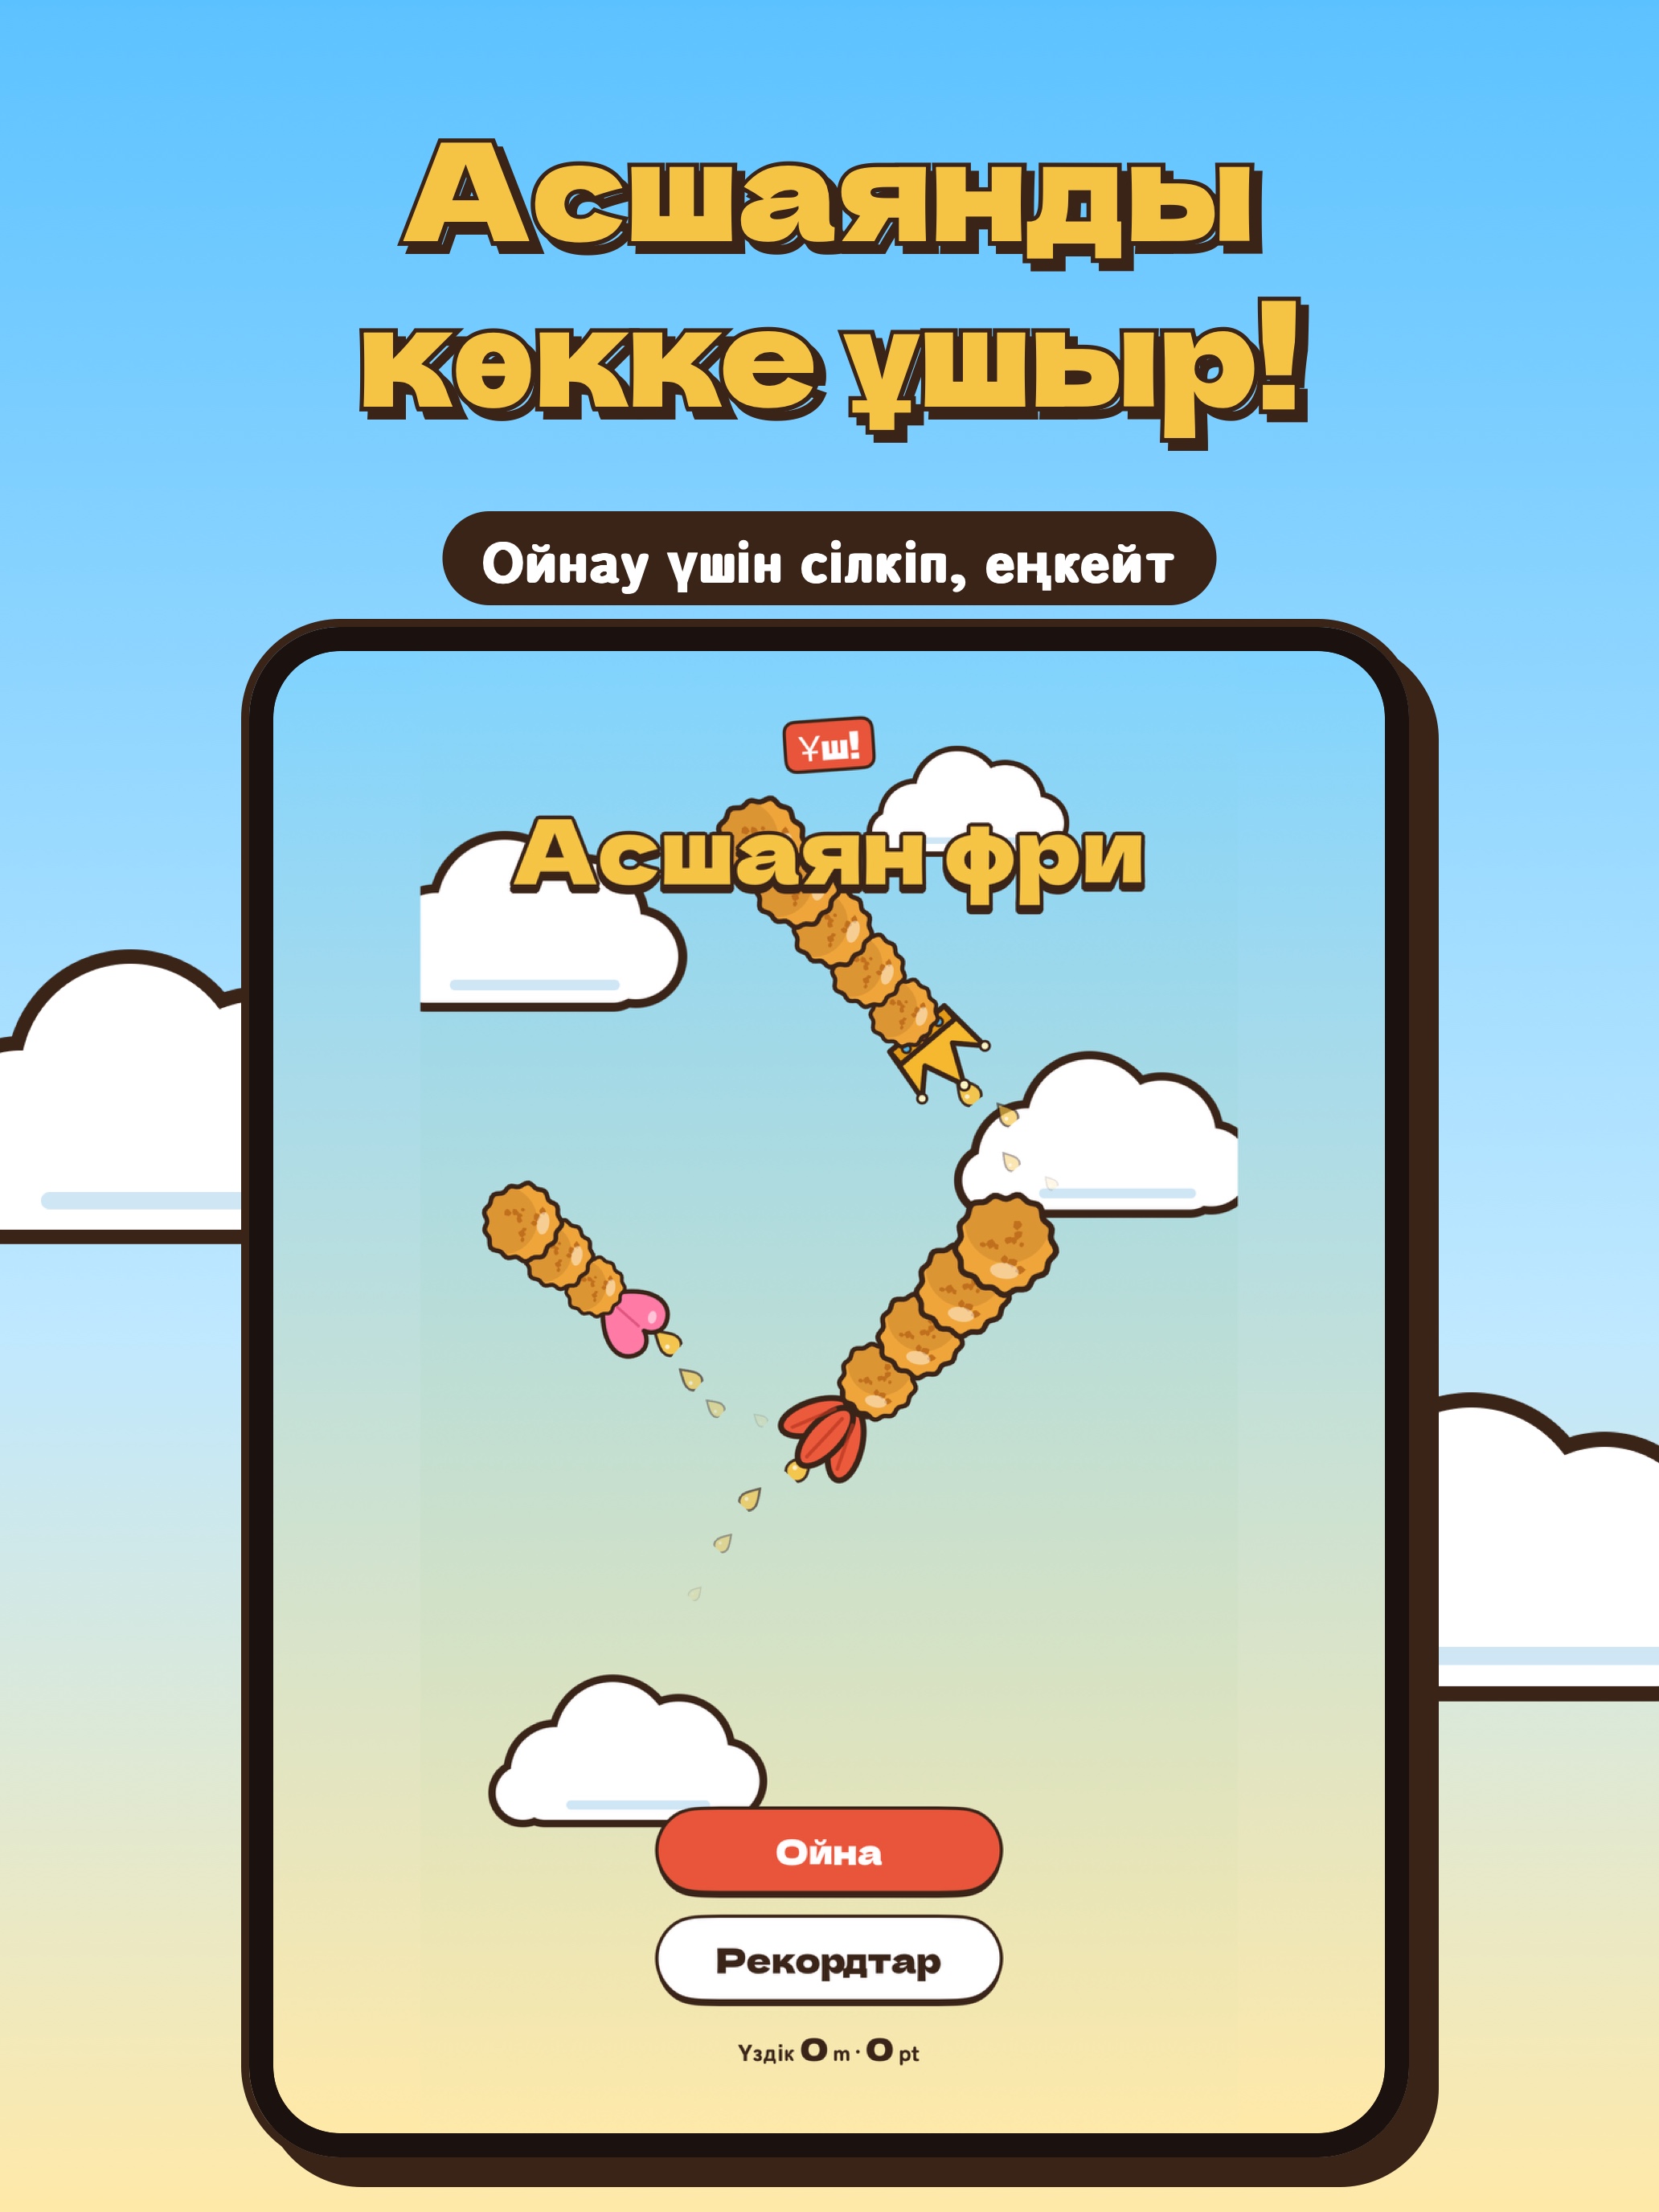 Асшаянды
көкке ұшыр!
Ойнау үшін сілкіп, еңкейт
Ұш!
Асшаян фри
Ойна
Рекордтар
Үздік 0 m · 0 pt